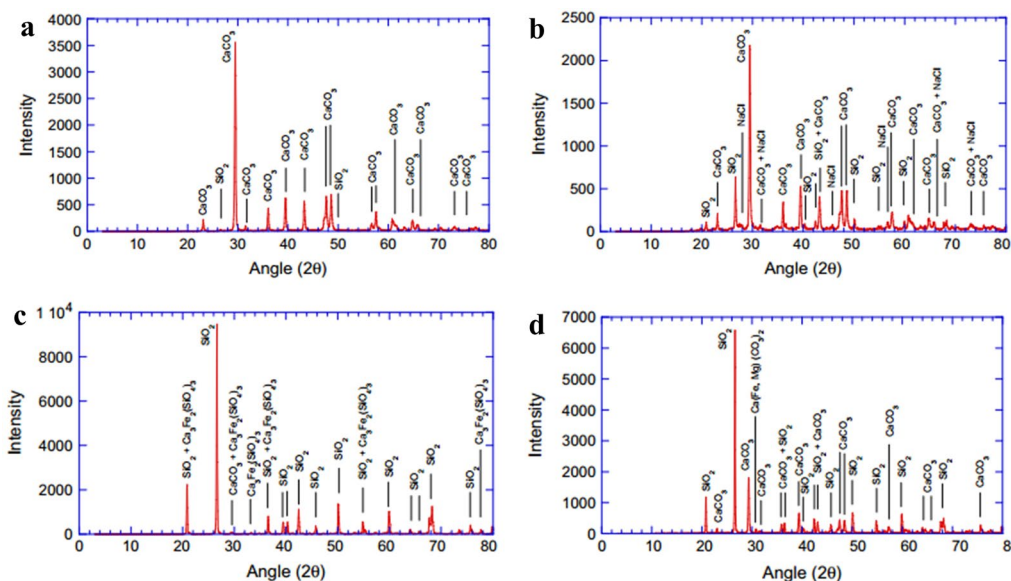 a
Intensity
4000
3500
3000
2500
2000
1500
1000
500
0
0 10 20 30 40 50 60 70 80
Angle (2θ)
CaCO3
SiO2
CaCO3
CaCO3
CaCO3
CaCO3
CaCO3
CaCO3
SiO2
CaCO3
CaCO3
CaCO3
CaCO3
CaCO3
CaCO3
b
Intensity
2500
2000
1500
1000
500
0
0 10 20 30 40 50 60 70 80
Angle (2θ)
SiO2
CaCO3
SiO2
NaCl
CaCO3
CaCO3 + NaCl
CaCO3
CaCO3
SiO2
SiO2 + CaCO3
NaCl
CaCO3
SiO2
SiO2
NaCl
CaCO3
SiO2
CaCO3
CaCO3
CaCO3 + NaCl
SiO2
CaCO3 + NaCl
CaCO3
c
Intensity
1 10^4
8000
6000
4000
2000
0
0 10 20 30 40 50 60 70 80
Angle (2θ)
SiO2 + Ca3Fe2(SiO4)3
SiO2
CaCO3 + Ca3Fe2(SiO4)3
Ca3Fe2(SiO4)3
SiO2 + Ca3Fe2(SiO4)3
SiO2
SiO2
SiO2
SiO2
SiO2 + Ca3Fe2(SiO4)3
SiO2
SiO2
SiO2
SiO2
SiO2
Ca3Fe2(SiO4)3
d
Intensity
7000
6000
5000
4000
3000
2000
1000
0
0 10 20 30 40 50 60 70 80
Angle (2θ)
SiO2
CaCO3
SiO2
CaCO3
Ca(Fe, Mg) (CO3)2
CaCO3
CaCO3 + SiO2
CaCO3
SiO2
SiO2 + CaCO3
SiO2
CaCO3
SiO2
SiO2
CaCO3
SiO2
CaCO3
SiO2
CaCO3